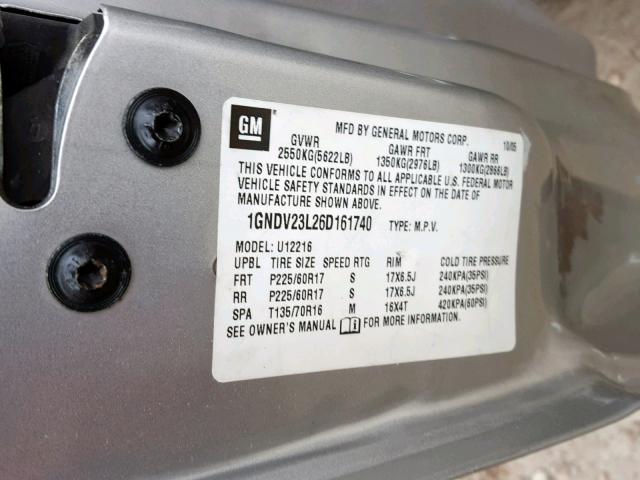 GM
MFD BY GENERAL MOTORS CORP. 10/05
GVWR GAWR FRT GAWR RR
2550KG(5622LB) 1350KG(2976LB) 1300KG(2866LB)
THIS VEHICLE CONFORMS TO ALL APPLICABLE U.S. FEDERAL MOTOR
VEHICLE SAFETY STANDARDS IN EFFECT ON THE DATE OF
MANUFACTURE SHOWN ABOVE.
1GNDV23L26D161740 TYPE: M.P.V.
MODEL: U12216
UPBL TIRE SIZE SPEED RTG RIM COLD TIRE PRESSURE
FRT P225/60R17 S 17X6.5J 240KPA(35PSI)
RR P225/60R17 S 17X6.5J 240KPA(35PSI)
SPA T135/70R16 M 16X4T 420KPA(60PSI)
SEE OWNER'S MANUAL FOR MORE INFORMATION.